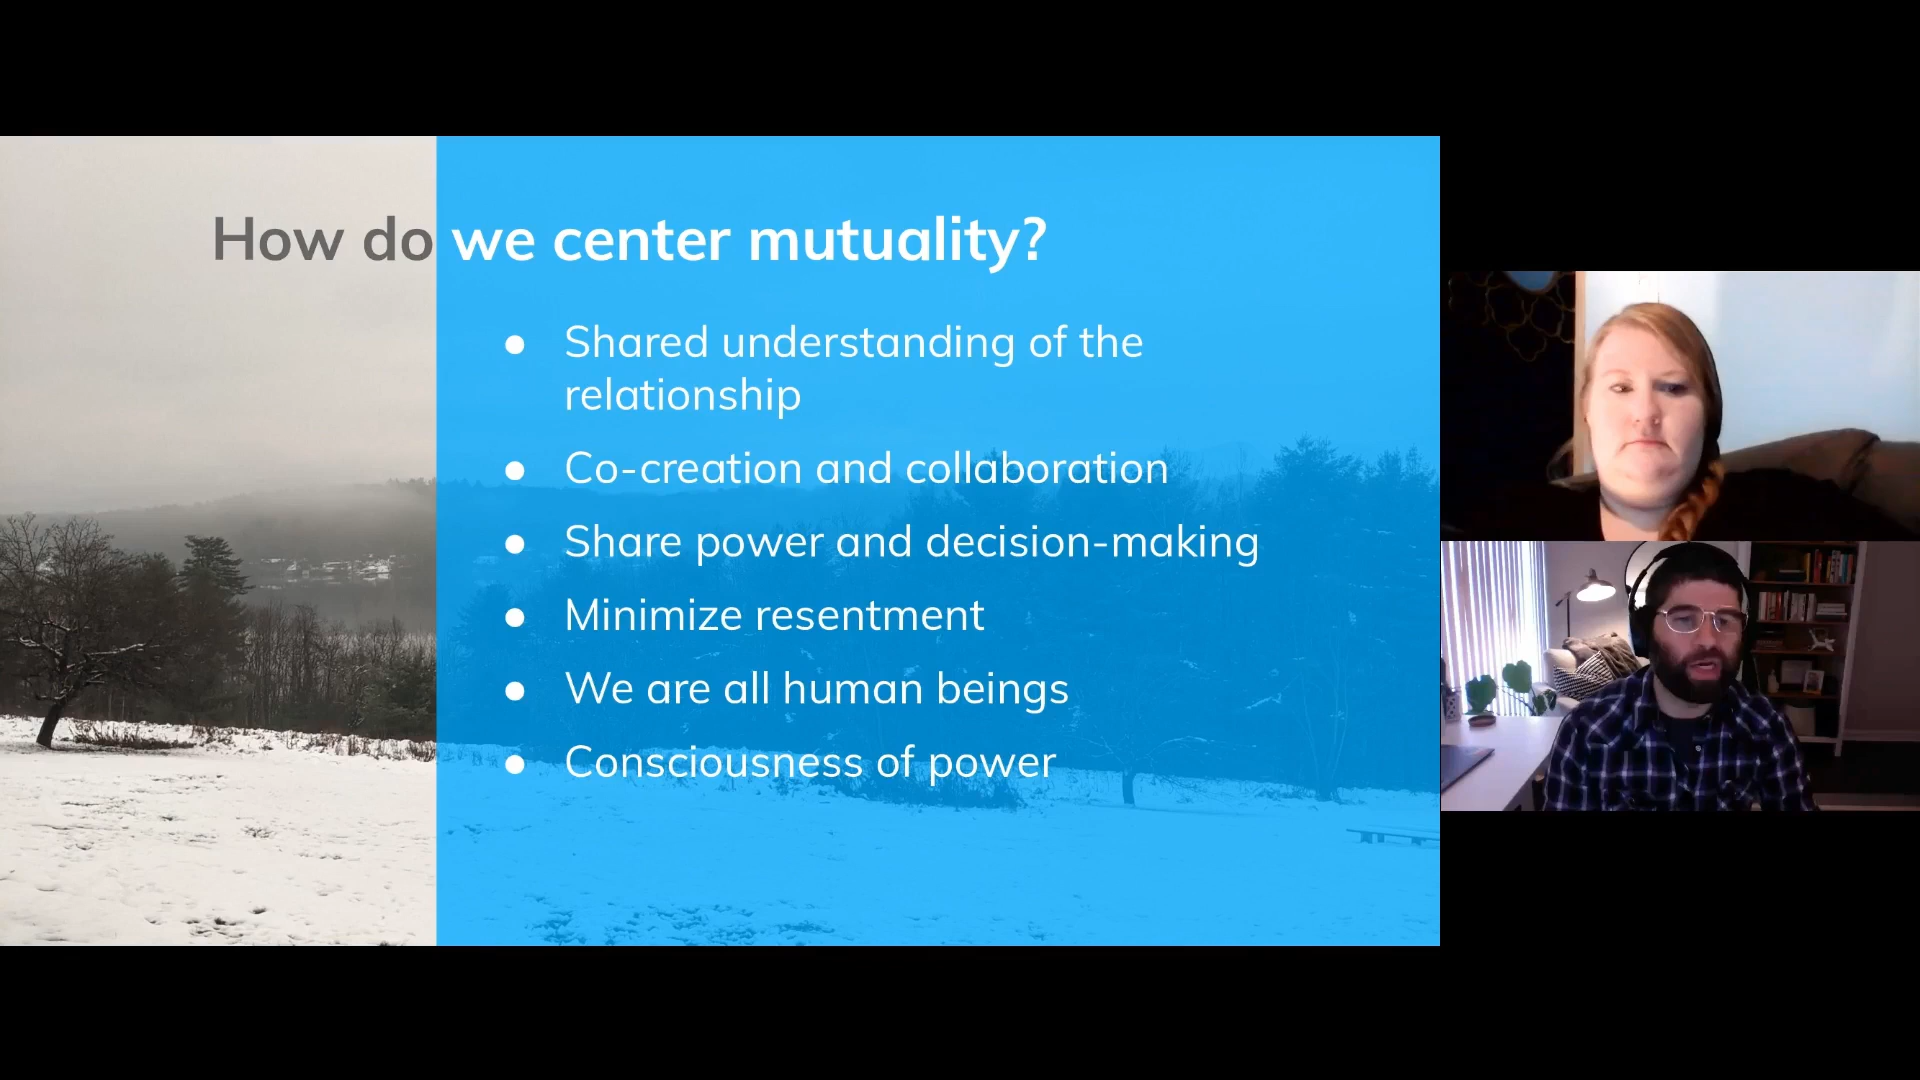 How do we center mutuality?
● Shared understanding of the
relationship
● Co-creation and collaboration
● Share power and decision-making
● Minimize resentment
● We are all human beings
● Consciousness of power